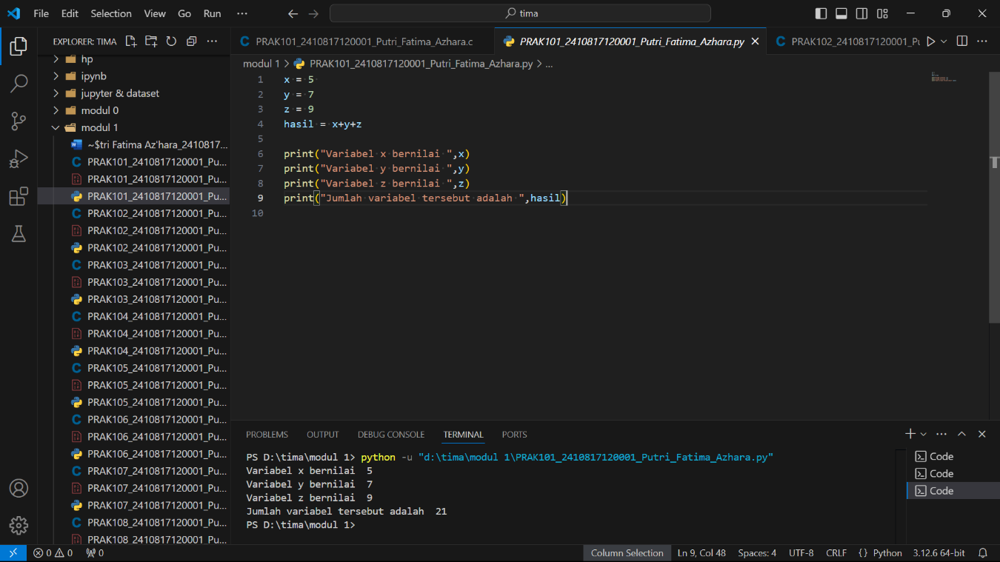 File Edit Selection View Go Run ··· tima
EXPLORER: TIMA ···
hp
ipynb
jupyter & dataset
modul 0
modul 1
~$tri Fatima Az'hara_2410817...
PRAK101_2410817120001_Pu...
PRAK101_2410817120001_Pu...
PRAK101_2410817120001_Pu...
PRAK102_2410817120001_Pu...
PRAK102_2410817120001_Pu...
PRAK102_2410817120001_Pu...
PRAK103_2410817120001_Pu...
PRAK103_2410817120001_Pu...
PRAK103_2410817120001_Pu...
PRAK104_2410817120001_Pu...
PRAK104_2410817120001_Pu...
PRAK104_2410817120001_Pu...
PRAK105_2410817120001_Pu...
PRAK105_2410817120001_Pu...
PRAK105_2410817120001_Pu...
PRAK106_2410817120001_Pu...
PRAK106_2410817120001_Pu...
PRAK106_2410817120001_Pu...
PRAK107_2410817120001_Pu...
PRAK107_2410817120001_Pu...
PRAK107_2410817120001_Pu...
PRAK108_2410817120001_Pu...
PRAK108_2410817120001_Pu...
PRAK101_2410817120001_Putri_Fatima_Azhara.c PRAK101_2410817120001_Putri_Fatima_Azhara.py PRAK102_2410817120001_Pu
modul 1 > PRAK101_2410817120001_Putri_Fatima_Azhara.py > ...
1 x = 5
2 y = 7
3 z = 9
4 hasil = x+y+z
5
6 print("Variabel x bernilai ",x)
7 print("Variabel y bernilai ",y)
8 print("Variabel z bernilai ",z)
9 print("Jumlah variabel tersebut adalah ",hasil)
10
PROBLEMS OUTPUT DEBUG CONSOLE TERMINAL PORTS
PS D:\tima\modul 1> python -u "d:\tima\modul 1\PRAK101_2410817120001_Putri_Fatima_Azhara.py"
Variabel x bernilai  5
Variabel y bernilai  7
Variabel z bernilai  9
Jumlah variabel tersebut adalah  21
PS D:\tima\modul 1>
Code
Code
Code
0 0 0 Column Selection Ln 9, Col 48 Spaces: 4 UTF-8 CRLF {} Python 3.12.6 64-bit